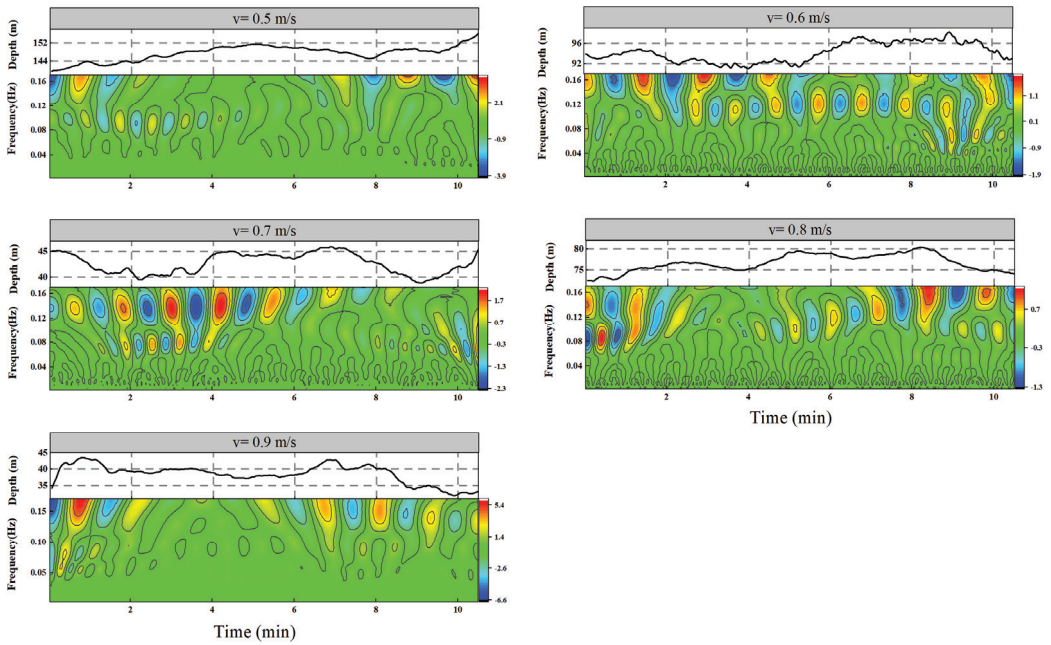 v= 0.5 m/s
Depth (m)
152
144
Frequency(Hz)
0.16
0.12
0.08
0.04
2.1
-0.9
-3.9
2 4 6 8 10
v= 0.6 m/s
Depth (m)
96
92
Frequency(Hz)
0.16
0.12
0.08
0.04
1.1
0.1
-0.9
-1.9
2 4 6 8 10
v= 0.7 m/s
Depth (m)
45
40
Frequency(Hz)
0.16
0.12
0.08
0.04
1.7
0.7
-0.3
-1.3
-2.3
2 4 6 8 10
v= 0.8 m/s
Depth (m)
80
75
Frequency(Hz)
0.16
0.12
0.08
0.04
0.7
-0.3
-1.3
2 4 6 8 10
Time (min)
v= 0.9 m/s
Depth (m)
45
40
35
Frequency(Hz)
0.15
0.10
0.05
5.4
1.4
-2.6
-6.6
2 4 6 8 10
Time (min)